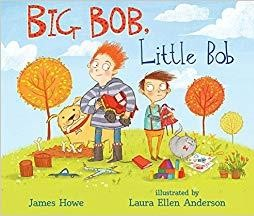 BIG BOB,
Little Bob
James Howe
illustrated by
Laura Ellen Anderson